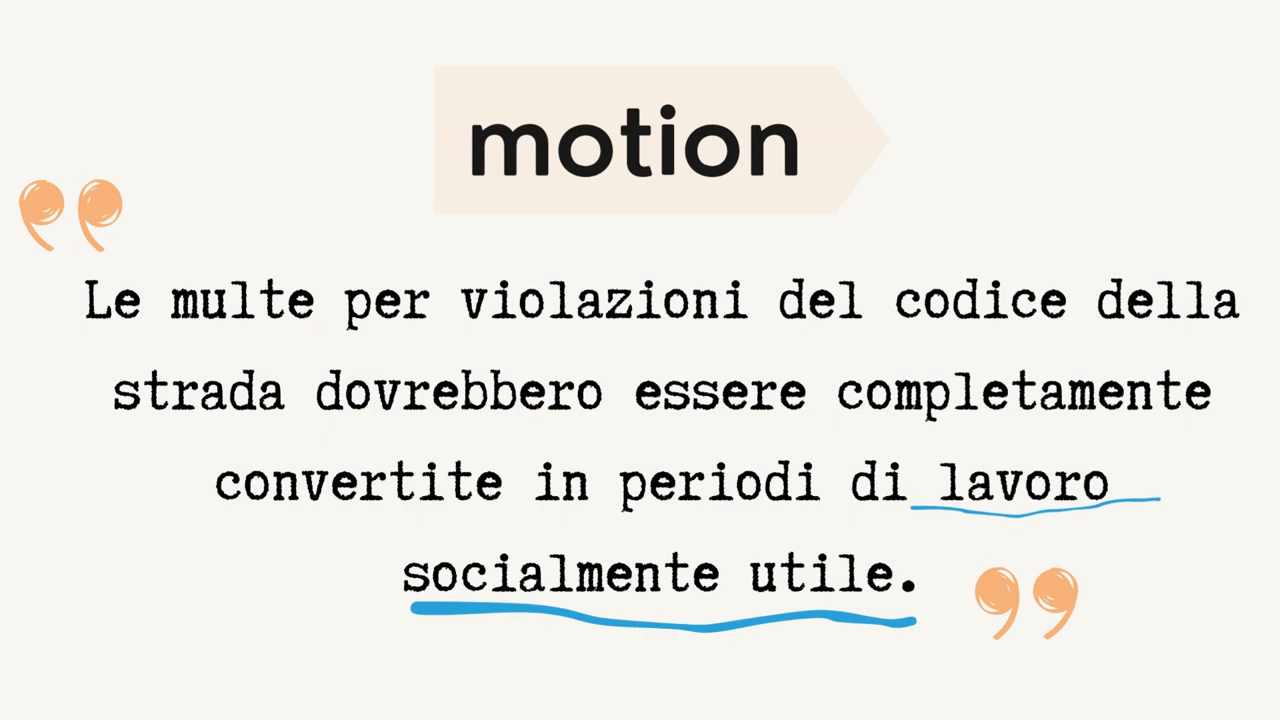 motion
Le multe per violazioni del codice della
strada dovrebbero essere completamente
convertite in periodi di lavoro
socialmente utile.